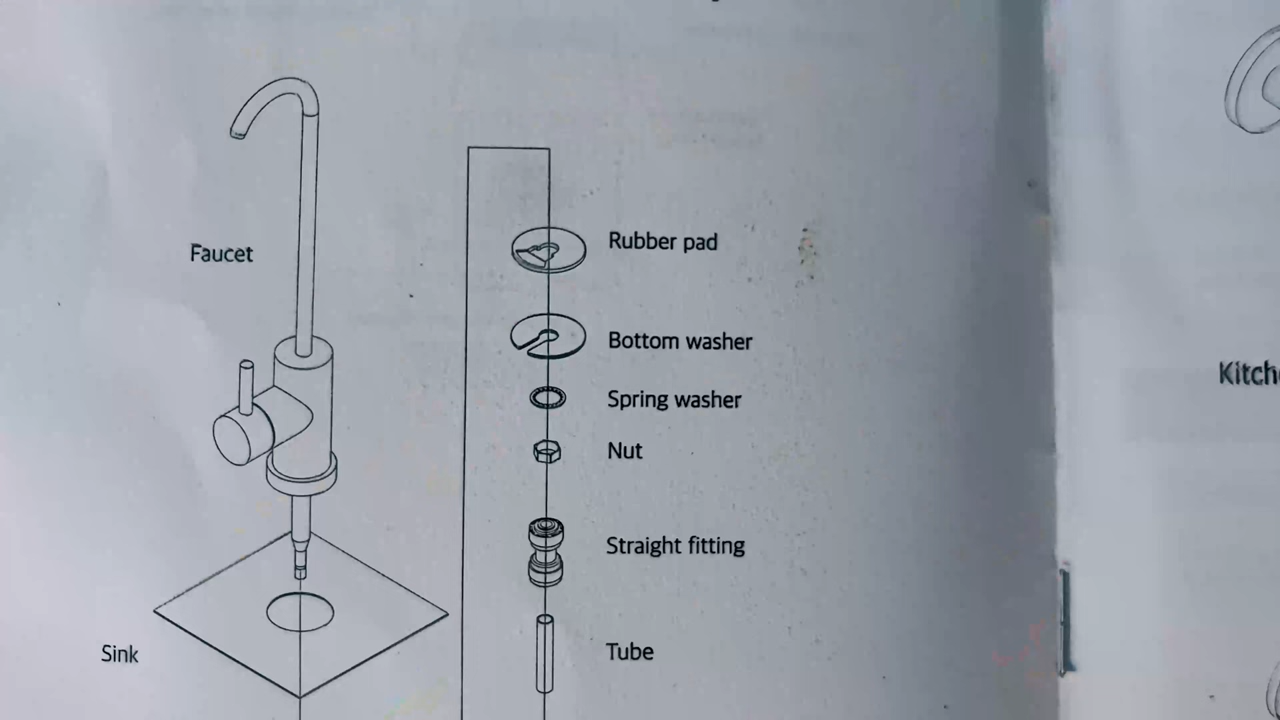 Faucet
Sink
Rubber pad
Bottom washer
Spring washer
Nut
Straight fitting
Tube